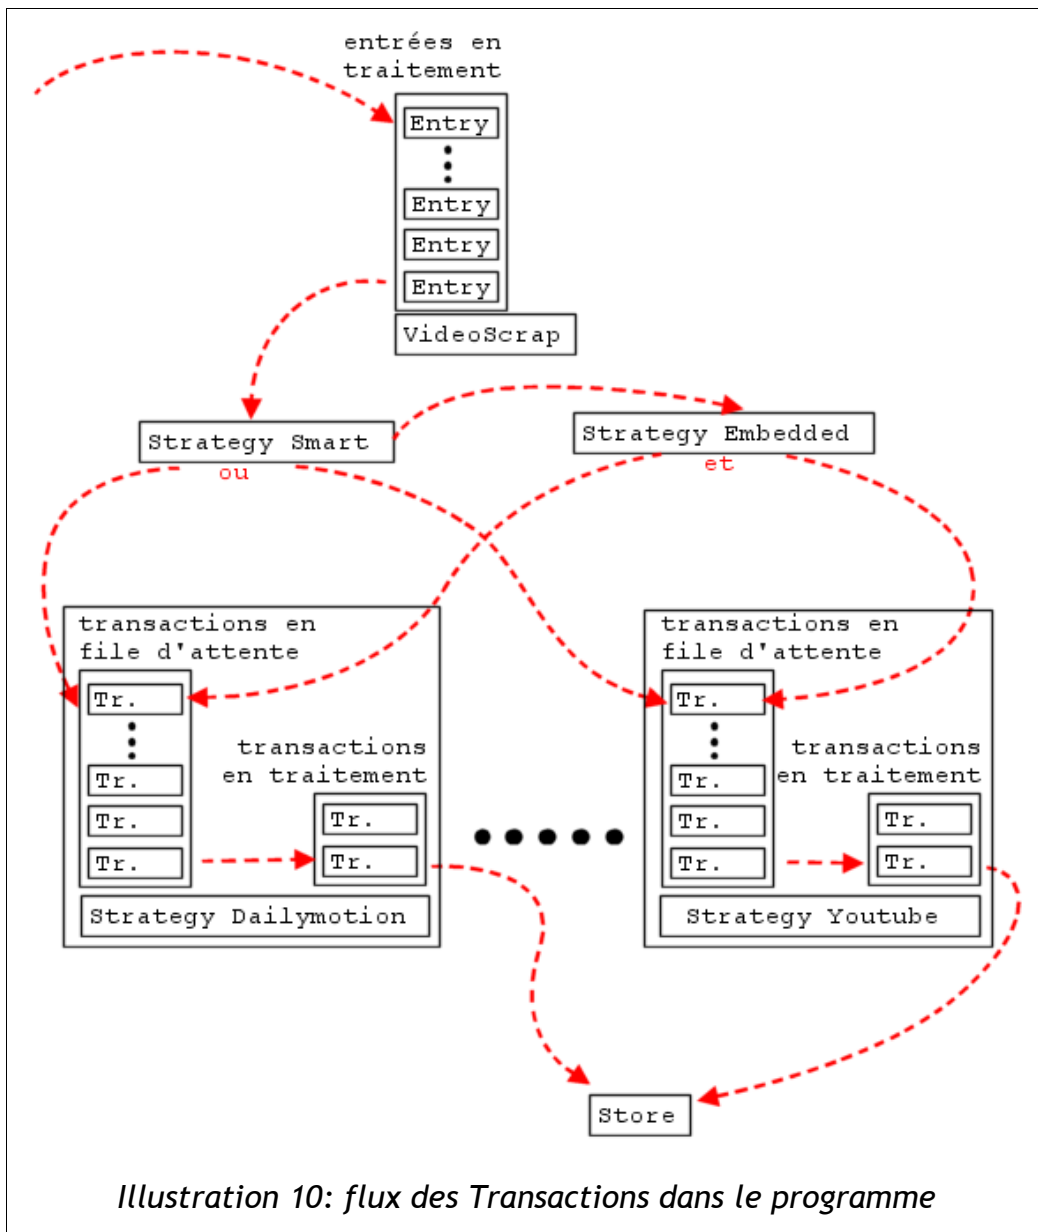 entrées en
traitement
Entry
Entry
Entry
Entry
VideoScrap
Strategy Smart
ou
Strategy Embedded
et
transactions en
file d'attente
Tr.
Tr.
Tr.
Tr.
transactions
en traitement
Tr.
Tr.
Strategy Dailymotion
transactions en
file d'attente
Tr.
Tr.
Tr.
Tr.
transactions
en traitement
Tr.
Tr.
Strategy Youtube
Store
Illustration 10: flux des Transactions dans le programme